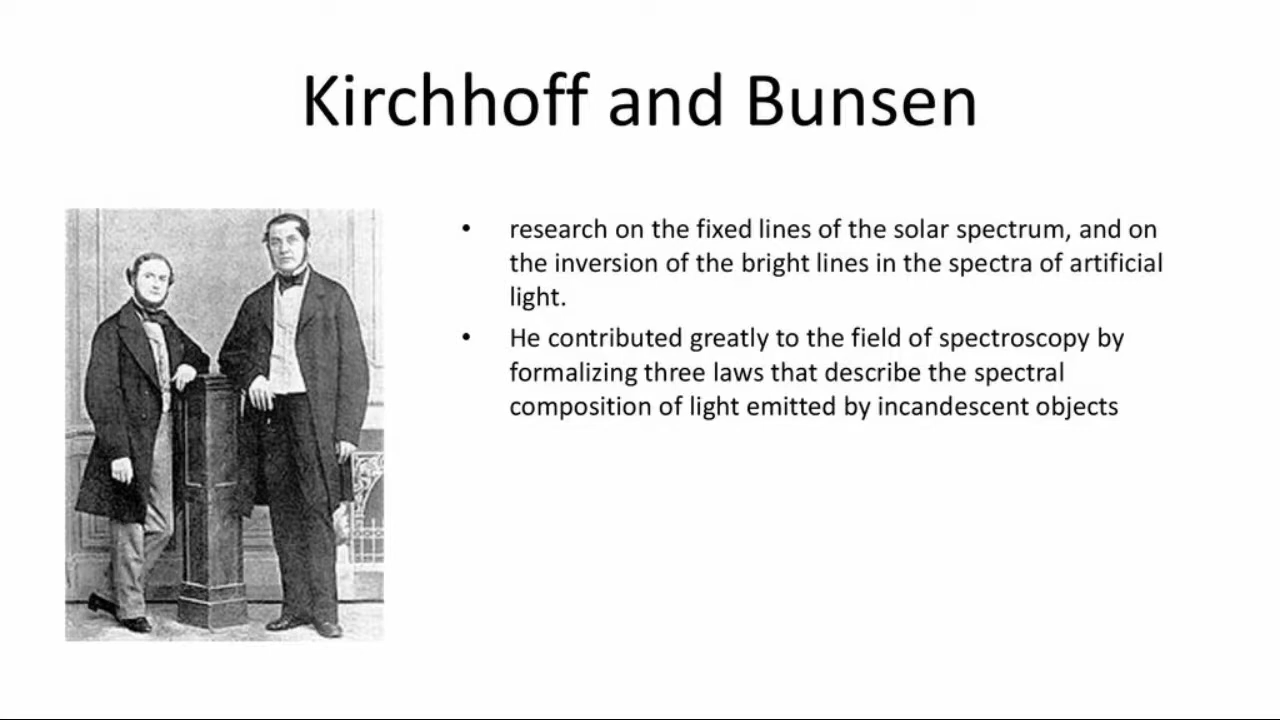 Kirchhoff and Bunsen
• research on the fixed lines of the solar spectrum, and on
the inversion of the bright lines in the spectra of artificial
light.
• He contributed greatly to the field of spectroscopy by
formalizing three laws that describe the spectral
composition of light emitted by incandescent objects